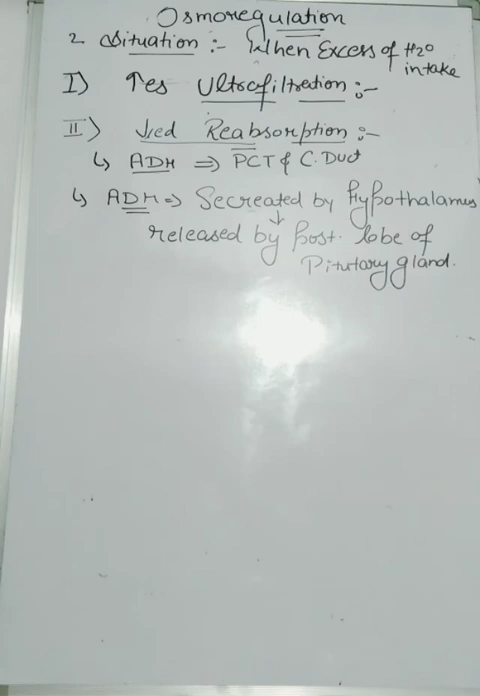 Osmoregulation
2. Situation :- When Excess of H2O
intake
I) ↑es Ultrafiltration :-
II) ↓sed Reabsorption :-
↳ ADH ⇒ PCT & C. Duct
↳ ADH ⇒ Secreated by Hypothalamus
↓
released by post. lobe of
Pitutary gland.